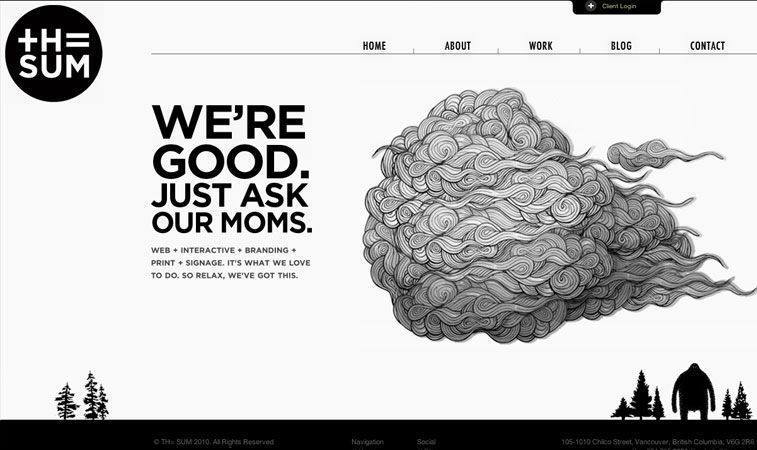 Client Login
+H=
SUM
HOME
ABOUT
WORK
BLOG
CONTACT
WE'RE
GOOD.
JUST ASK
OUR MOMS.
WEB + INTERACTIVE + BRANDING +
PRINT + SIGNAGE. IT'S WHAT WE LOVE
TO DO. SO RELAX, WE'VE GOT THIS.
© TH= SUM 2010. All Rights Reserved
Navigation
Social
105-1010 Chilco Street, Vancouver, British Columbia, V6G 2R6